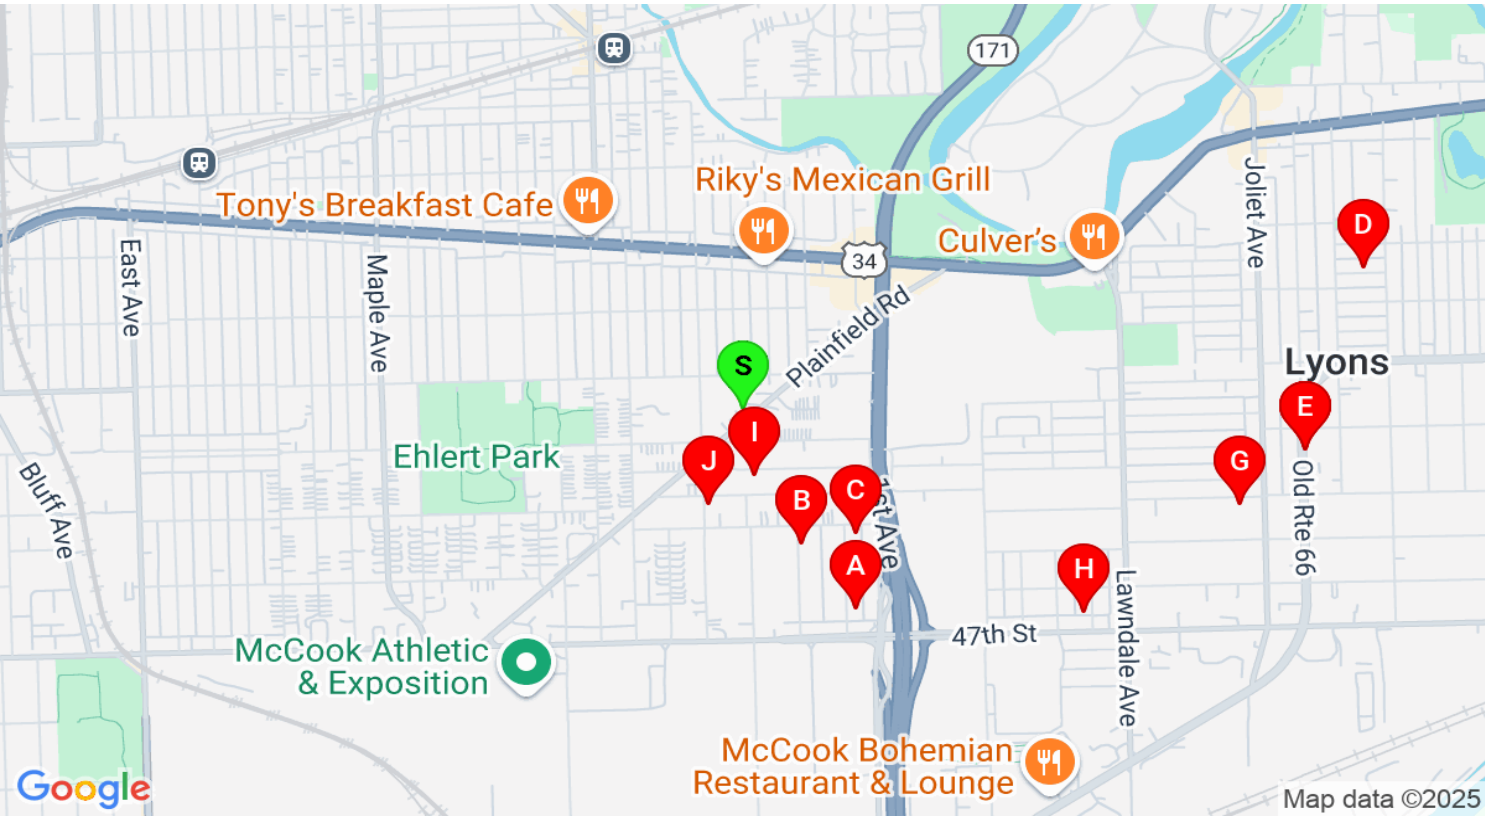 171
Riky's Mexican Grill
Tony's Breakfast Cafe
Culver's
34
Joliet Ave
D
East Ave
Maple Ave
Plainfield Rd
S
Lyons
E
I
J
G
Ehlert Park
B
C
1st Ave
Bluff Ave
Old Rte 66
A
H
Lawndale Ave
47th St
McCook Athletic
& Exposition
McCook Bohemian
Restaurant & Lounge
Google
Map data ©2025